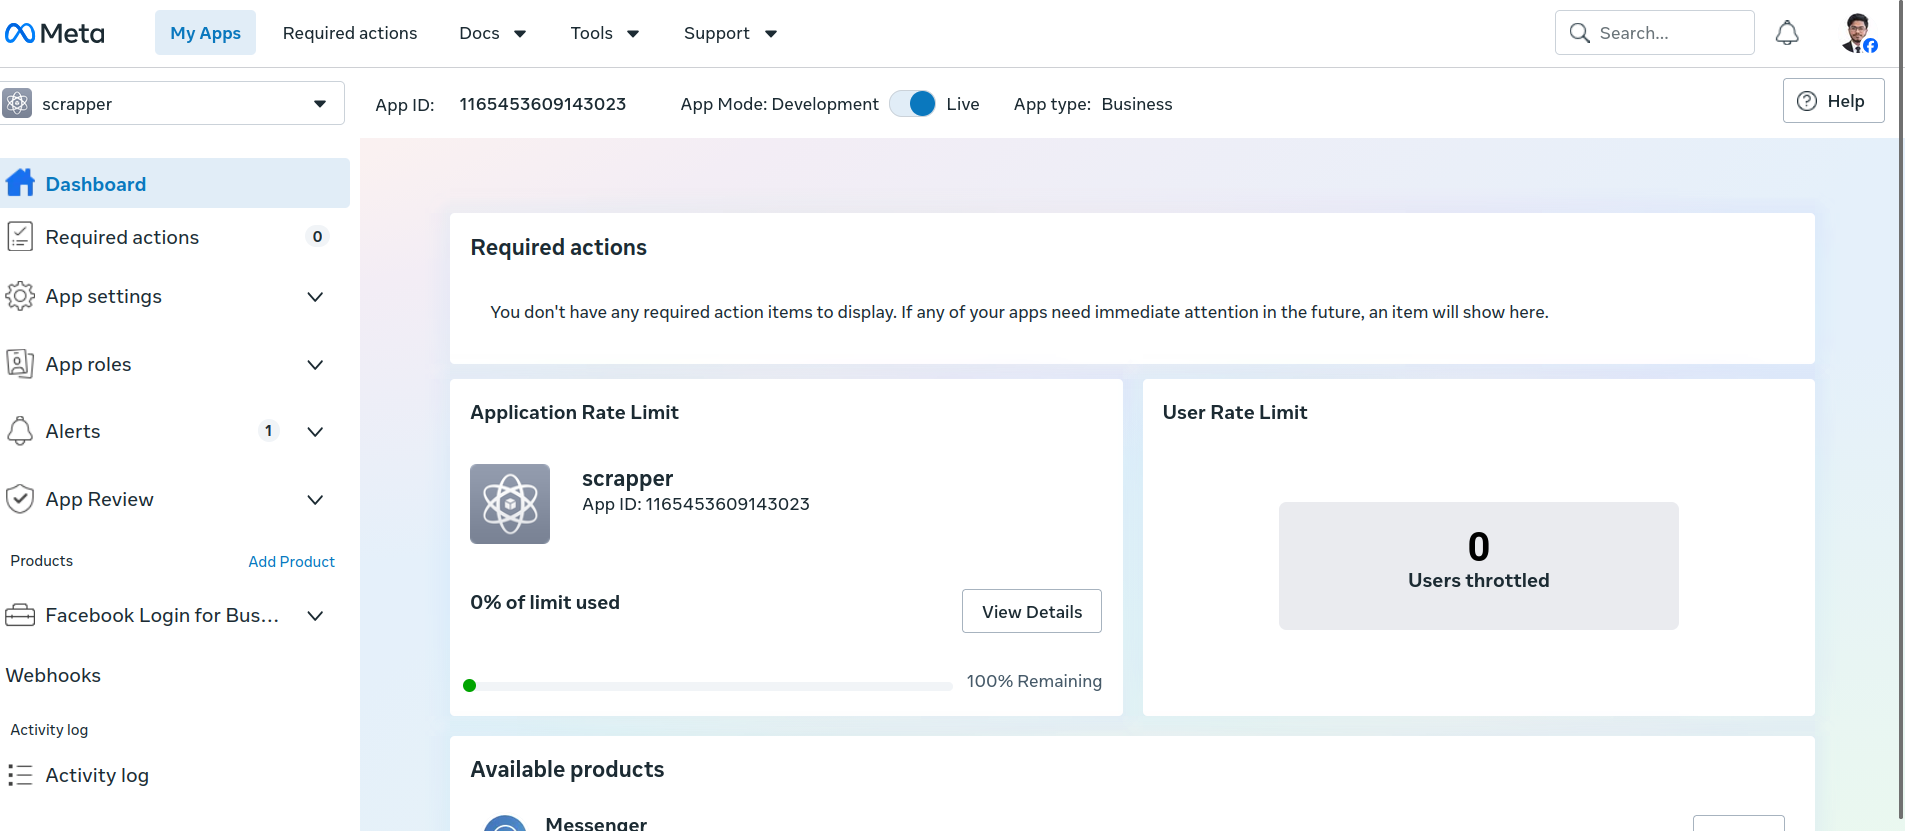 Meta
My Apps
Required actions
Docs
Tools
Support
Search...
scrapper
App ID: 1165453609143023
App Mode: Development
Live
App type: Business
Help
Dashboard
Required actions 0
App settings
App roles
Alerts 1
App Review
Products Add Product
Facebook Login for Bus...
Webhooks
Activity log
Activity log
Required actions
You don't have any required action items to display. If any of your apps need immediate attention in the future, an item will show here.
Application Rate Limit
scrapper
App ID: 1165453609143023
0% of limit used
View Details
100% Remaining
User Rate Limit
0
Users throttled
Available products
Messenger